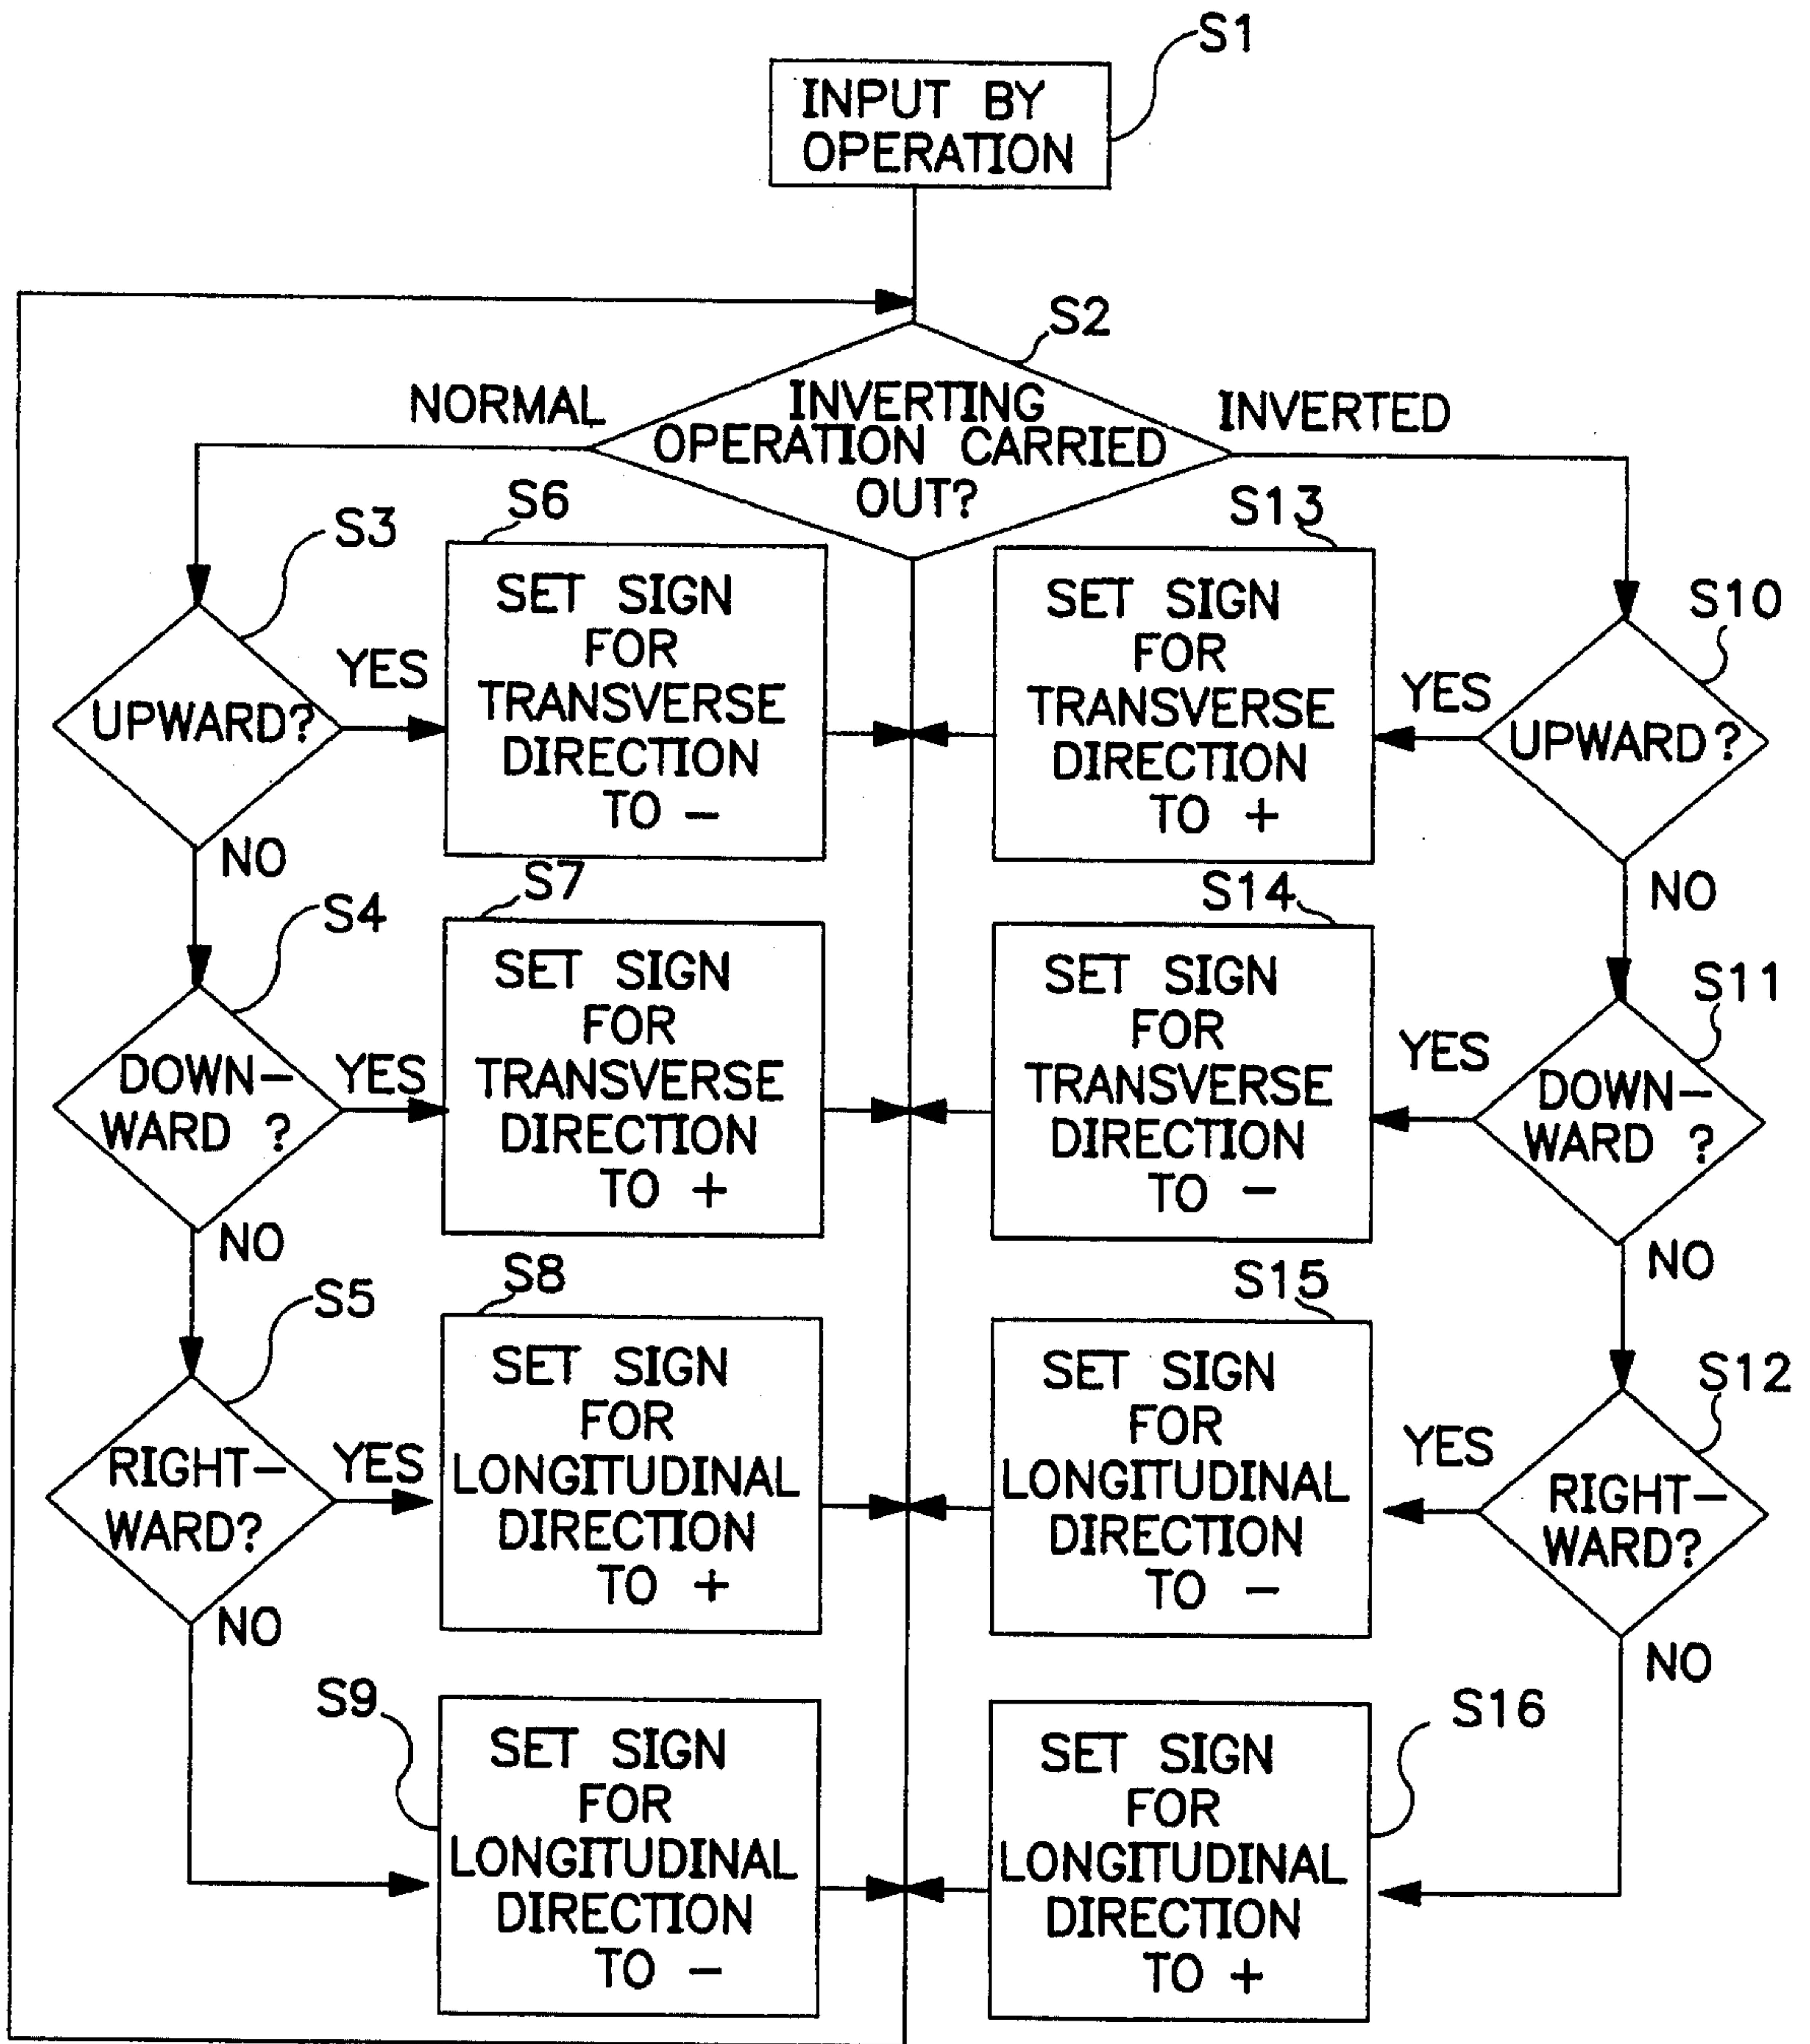 S1
INPUT BY
OPERATION
S2
NORMAL
INVERTING
OPERATION CARRIED
OUT?
INVERTED
S3
UPWARD?
YES
NO
S6
SET SIGN
FOR
TRANSVERSE
DIRECTION
TO −
S13
SET SIGN
FOR
TRANSVERSE
DIRECTION
TO +
S10
UPWARD?
YES
NO
S4
DOWN−
WARD ?
YES
NO
S7
SET SIGN
FOR
TRANSVERSE
DIRECTION
TO +
S14
SET SIGN
FOR
TRANSVERSE
DIRECTION
TO −
S11
DOWN−
WARD ?
YES
NO
S5
RIGHT−
WARD?
YES
NO
S8
SET SIGN
FOR
LONGITUDINAL
DIRECTION
TO +
S15
SET SIGN
FOR
LONGITUDINAL
DIRECTION
TO −
S12
RIGHT−
WARD?
YES
NO
S9
SET SIGN
FOR
LONGITUDINAL
DIRECTION
TO −
S16
SET SIGN
FOR
LONGITUDINAL
DIRECTION
TO +